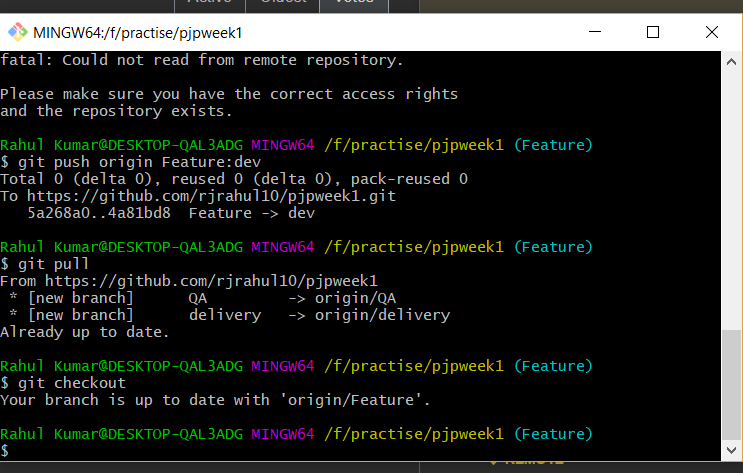 Active Oldest Votes
MINGW64:/f/practise/pjpweek1
fatal: Could not read from remote repository.
Please make sure you have the correct access rights
and the repository exists.
Rahul Kumar@DESKTOP-QAL3ADG MINGW64 /f/practise/pjpweek1 (Feature)
$ git push origin Feature:dev
Total 0 (delta 0), reused 0 (delta 0), pack-reused 0
To https://github.com/rjrahul10/pjpweek1.git
   5a268a0..4a81bd8  Feature -> dev
Rahul Kumar@DESKTOP-QAL3ADG MINGW64 /f/practise/pjpweek1 (Feature)
$ git pull
From https://github.com/rjrahul10/pjpweek1
 * [new branch]      QA         -> origin/QA
 * [new branch]      delivery   -> origin/delivery
Already up to date.
Rahul Kumar@DESKTOP-QAL3ADG MINGW64 /f/practise/pjpweek1 (Feature)
$ git checkout
Your branch is up to date with 'origin/Feature'.
Rahul Kumar@DESKTOP-QAL3ADG MINGW64 /f/practise/pjpweek1 (Feature)
$
REMOTE